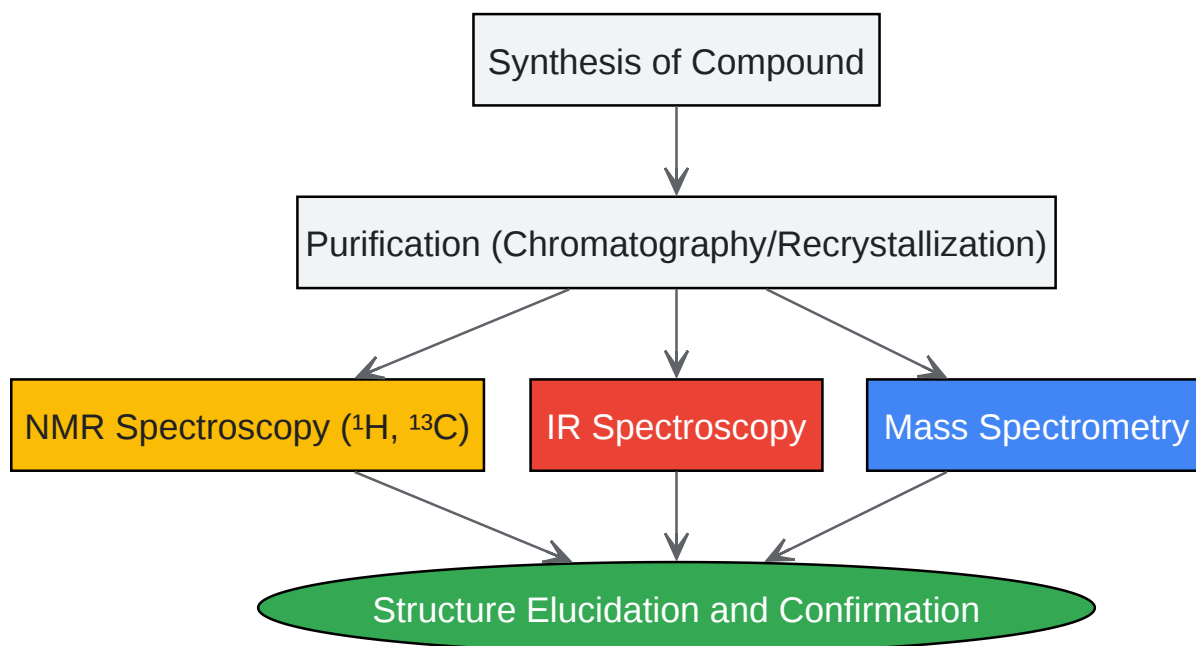 Synthesis of Compound
Purification (Chromatography/Recrystallization)
NMR Spectroscopy (¹H, ¹³C)
IR Spectroscopy
Mass Spectrometry
Structure Elucidation and Confirmation